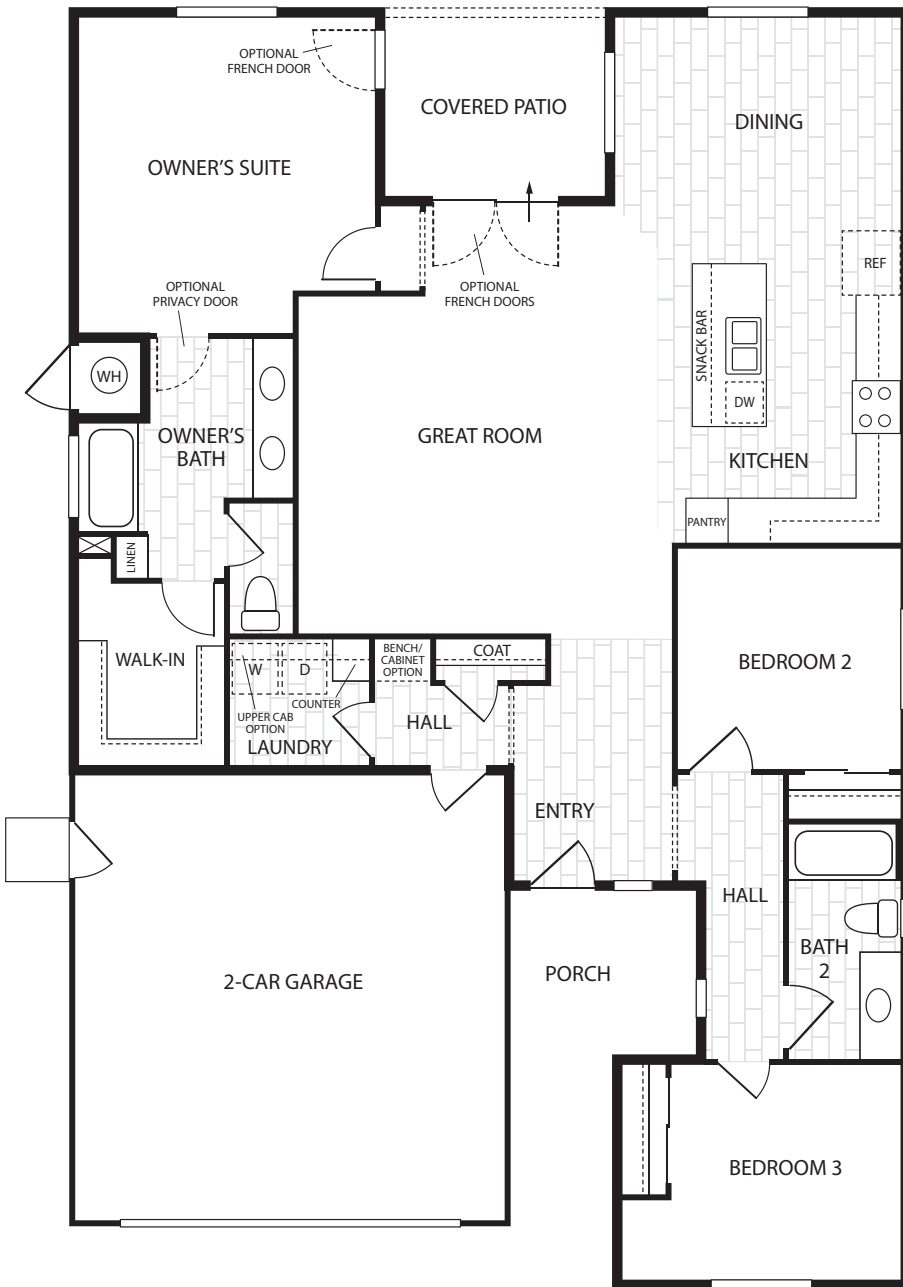 OPTIONAL
FRENCH DOOR
COVERED PATIO
DINING
OWNER'S SUITE
REF
OPTIONAL
PRIVACY DOOR
OPTIONAL
FRENCH DOORS
SNACK BAR
WH
DW
OWNER'S
BATH
GREAT ROOM
KITCHEN
PANTRY
LINEN
WALK-IN
BENCH/
CABINET
OPTION
COAT
BEDROOM 2
W
D
COUNTER
UPPER CAB
OPTION
HALL
LAUNDRY
ENTRY
HALL
BATH
2
2-CAR GARAGE
PORCH
BEDROOM 3